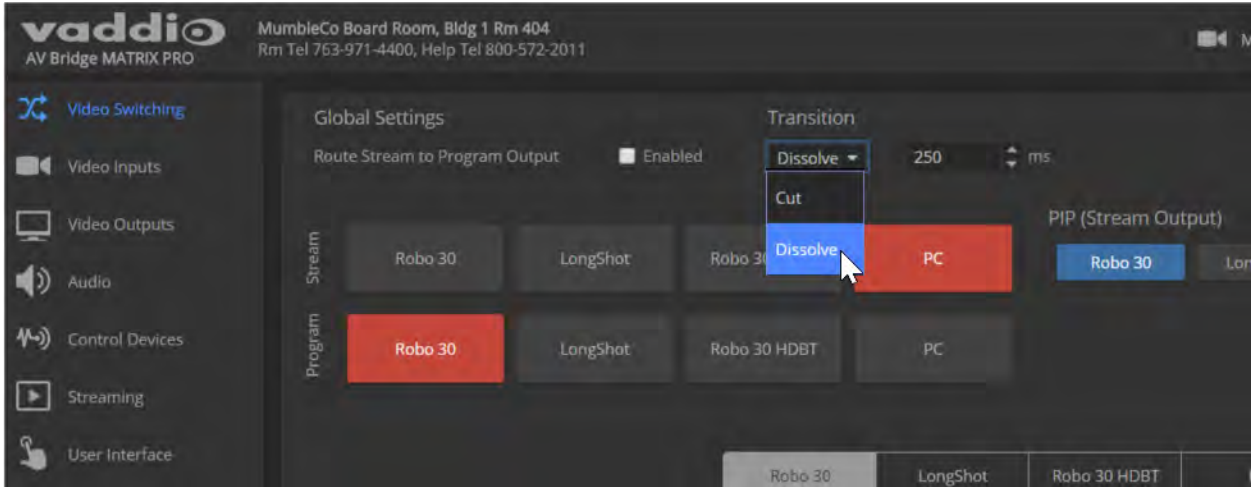 vaddio
AV Bridge MATRIX PRO
MumbleCo Board Room, Bldg 1 Rm 404
Rm Tel 763-971-4400, Help Tel 800-572-2011
M
Video Switching
Video Inputs
Video Outputs
Audio
Control Devices
Streaming
User Interface
Global Settings
Transition
Route Stream to Program Output
Enabled
Dissolve
250
ms
Cut
Dissolve
PIP (Stream Output)
Stream
Robo 30
LongShot
Robo 30
PC
Robo 30
Lon
Program
Robo 30
LongShot
Robo 30 HDBT
PC
Robo 30
LongShot
Robo 30 HDBT